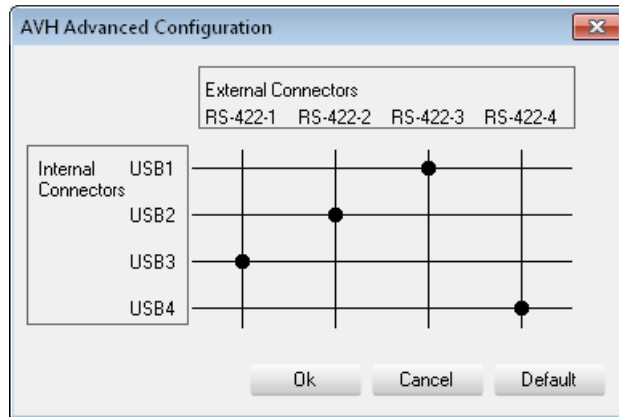 AVH Advanced Configuration
External Connectors
RS-422-1 RS-422-2 RS-422-3 RS-422-4
Internal Connectors
USB1
USB2
USB3
USB4
Ok Cancel Default